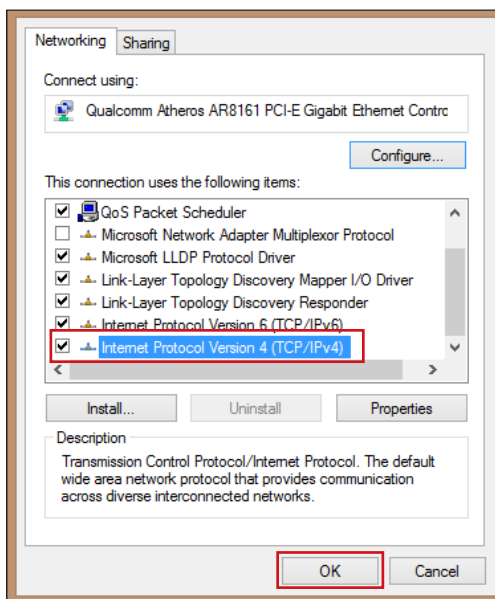 Networking Sharing
Connect using:
Qualcomm Atheros AR8161 PCI-E Gigabit Ethernet Contrc
Configure...
This connection uses the following items:
QoS Packet Scheduler
Microsoft Network Adapter Multiplexor Protocol
Microsoft LLDP Protocol Driver
Link-Layer Topology Discovery Mapper I/O Driver
Link-Layer Topology Discovery Responder
Internet Protocol Version 6 (TCP/IPv6)
Internet Protocol Version 4 (TCP/IPv4)
Install... Uninstall Properties
Description
Transmission Control Protocol/Internet Protocol. The default
wide area network protocol that provides communication
across diverse interconnected networks.
OK Cancel